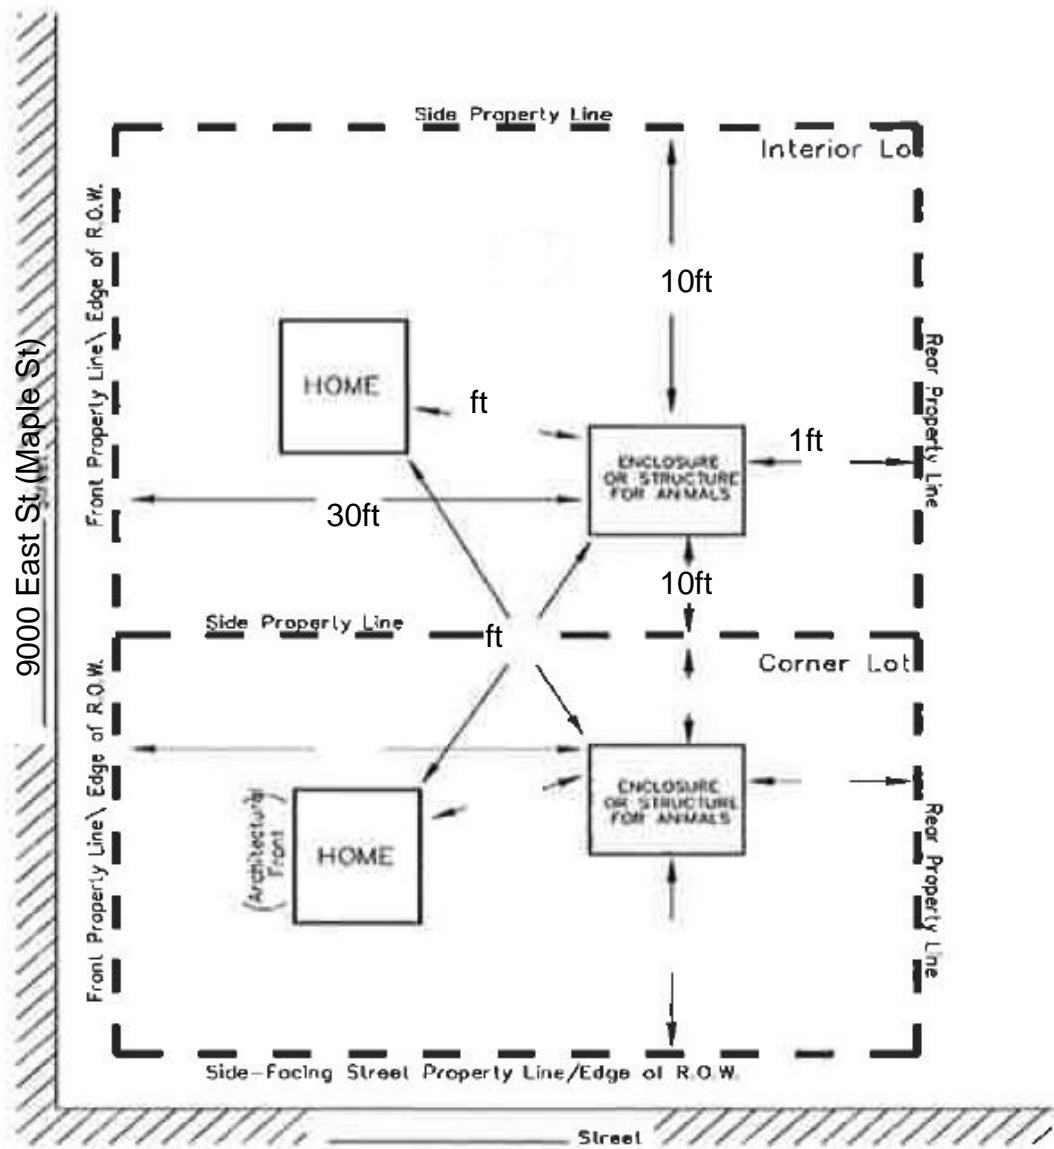 Side Property Line
Interior Lo
Front Property Line\ Edge of R.O.W.
9000 East St (Maple St)
10ft
Rear Property Line
HOME
ft
1ft
ENCLOSURE
OR STRUCTURE
FOR ANIMALS
30ft
10ft
Side Property Line
ft
Corner Lot
Front Property Line\ Edge of R.O.W.
ENCLOSURE
OR STRUCTURE
FOR ANIMALS
(Architectural
Front)
HOME
Rear Property Line
Side-Facing Street Property Line/Edge of R.O.W.
Street